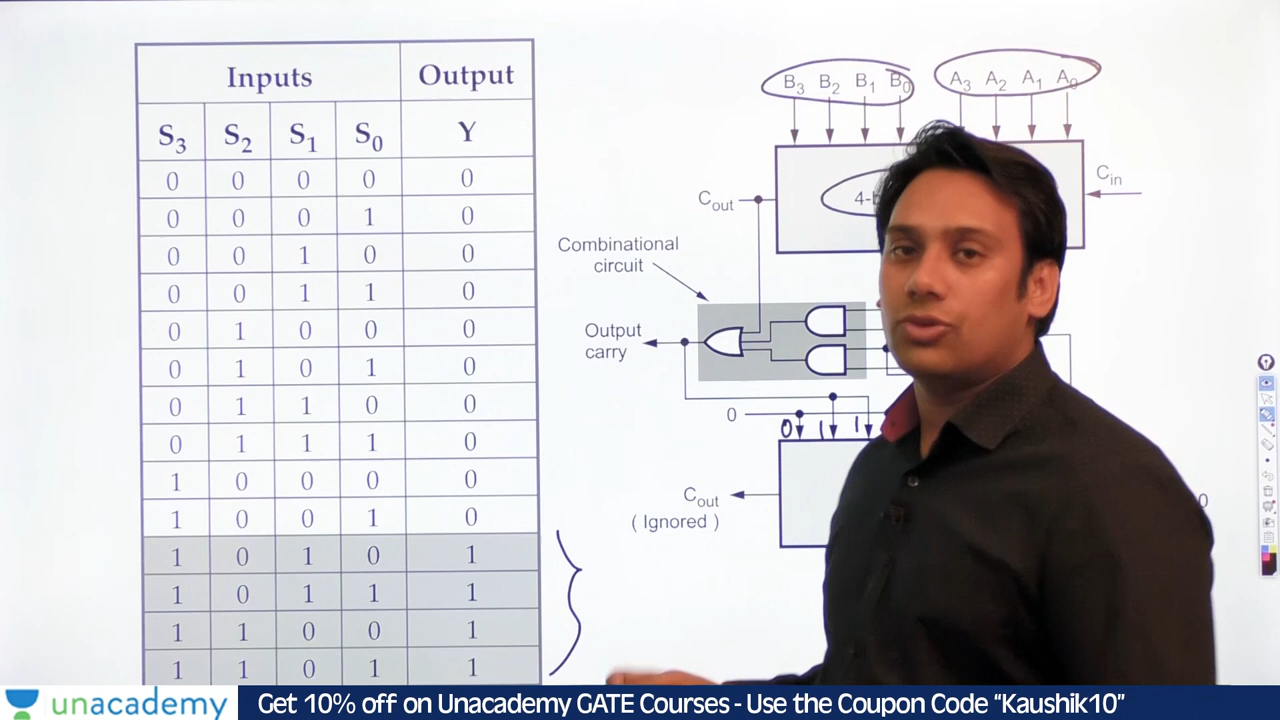 Inputs Output
S3 S2 S1 S0 Y
0 0 0 0 0
0 0 0 1 0
0 0 1 0 0
0 0 1 1 0
0 1 0 0 0
0 1 0 1 0
0 1 1 0 0
0 1 1 1 0
1 0 0 0 0
1 0 0 1 0
1 0 1 0 1
1 0 1 1 1
1 1 0 0 1
1 1 0 1 1
B3 B2 B1 B0 A3 A2 A1 A0
Cout
4-b
Cin
Combinational
circuit
Output
carry
0
0 1 1
Cout
( Ignored )
0
unacademy
Get 10% off on Unacademy GATE Courses - Use the Coupon Code “Kaushik10”